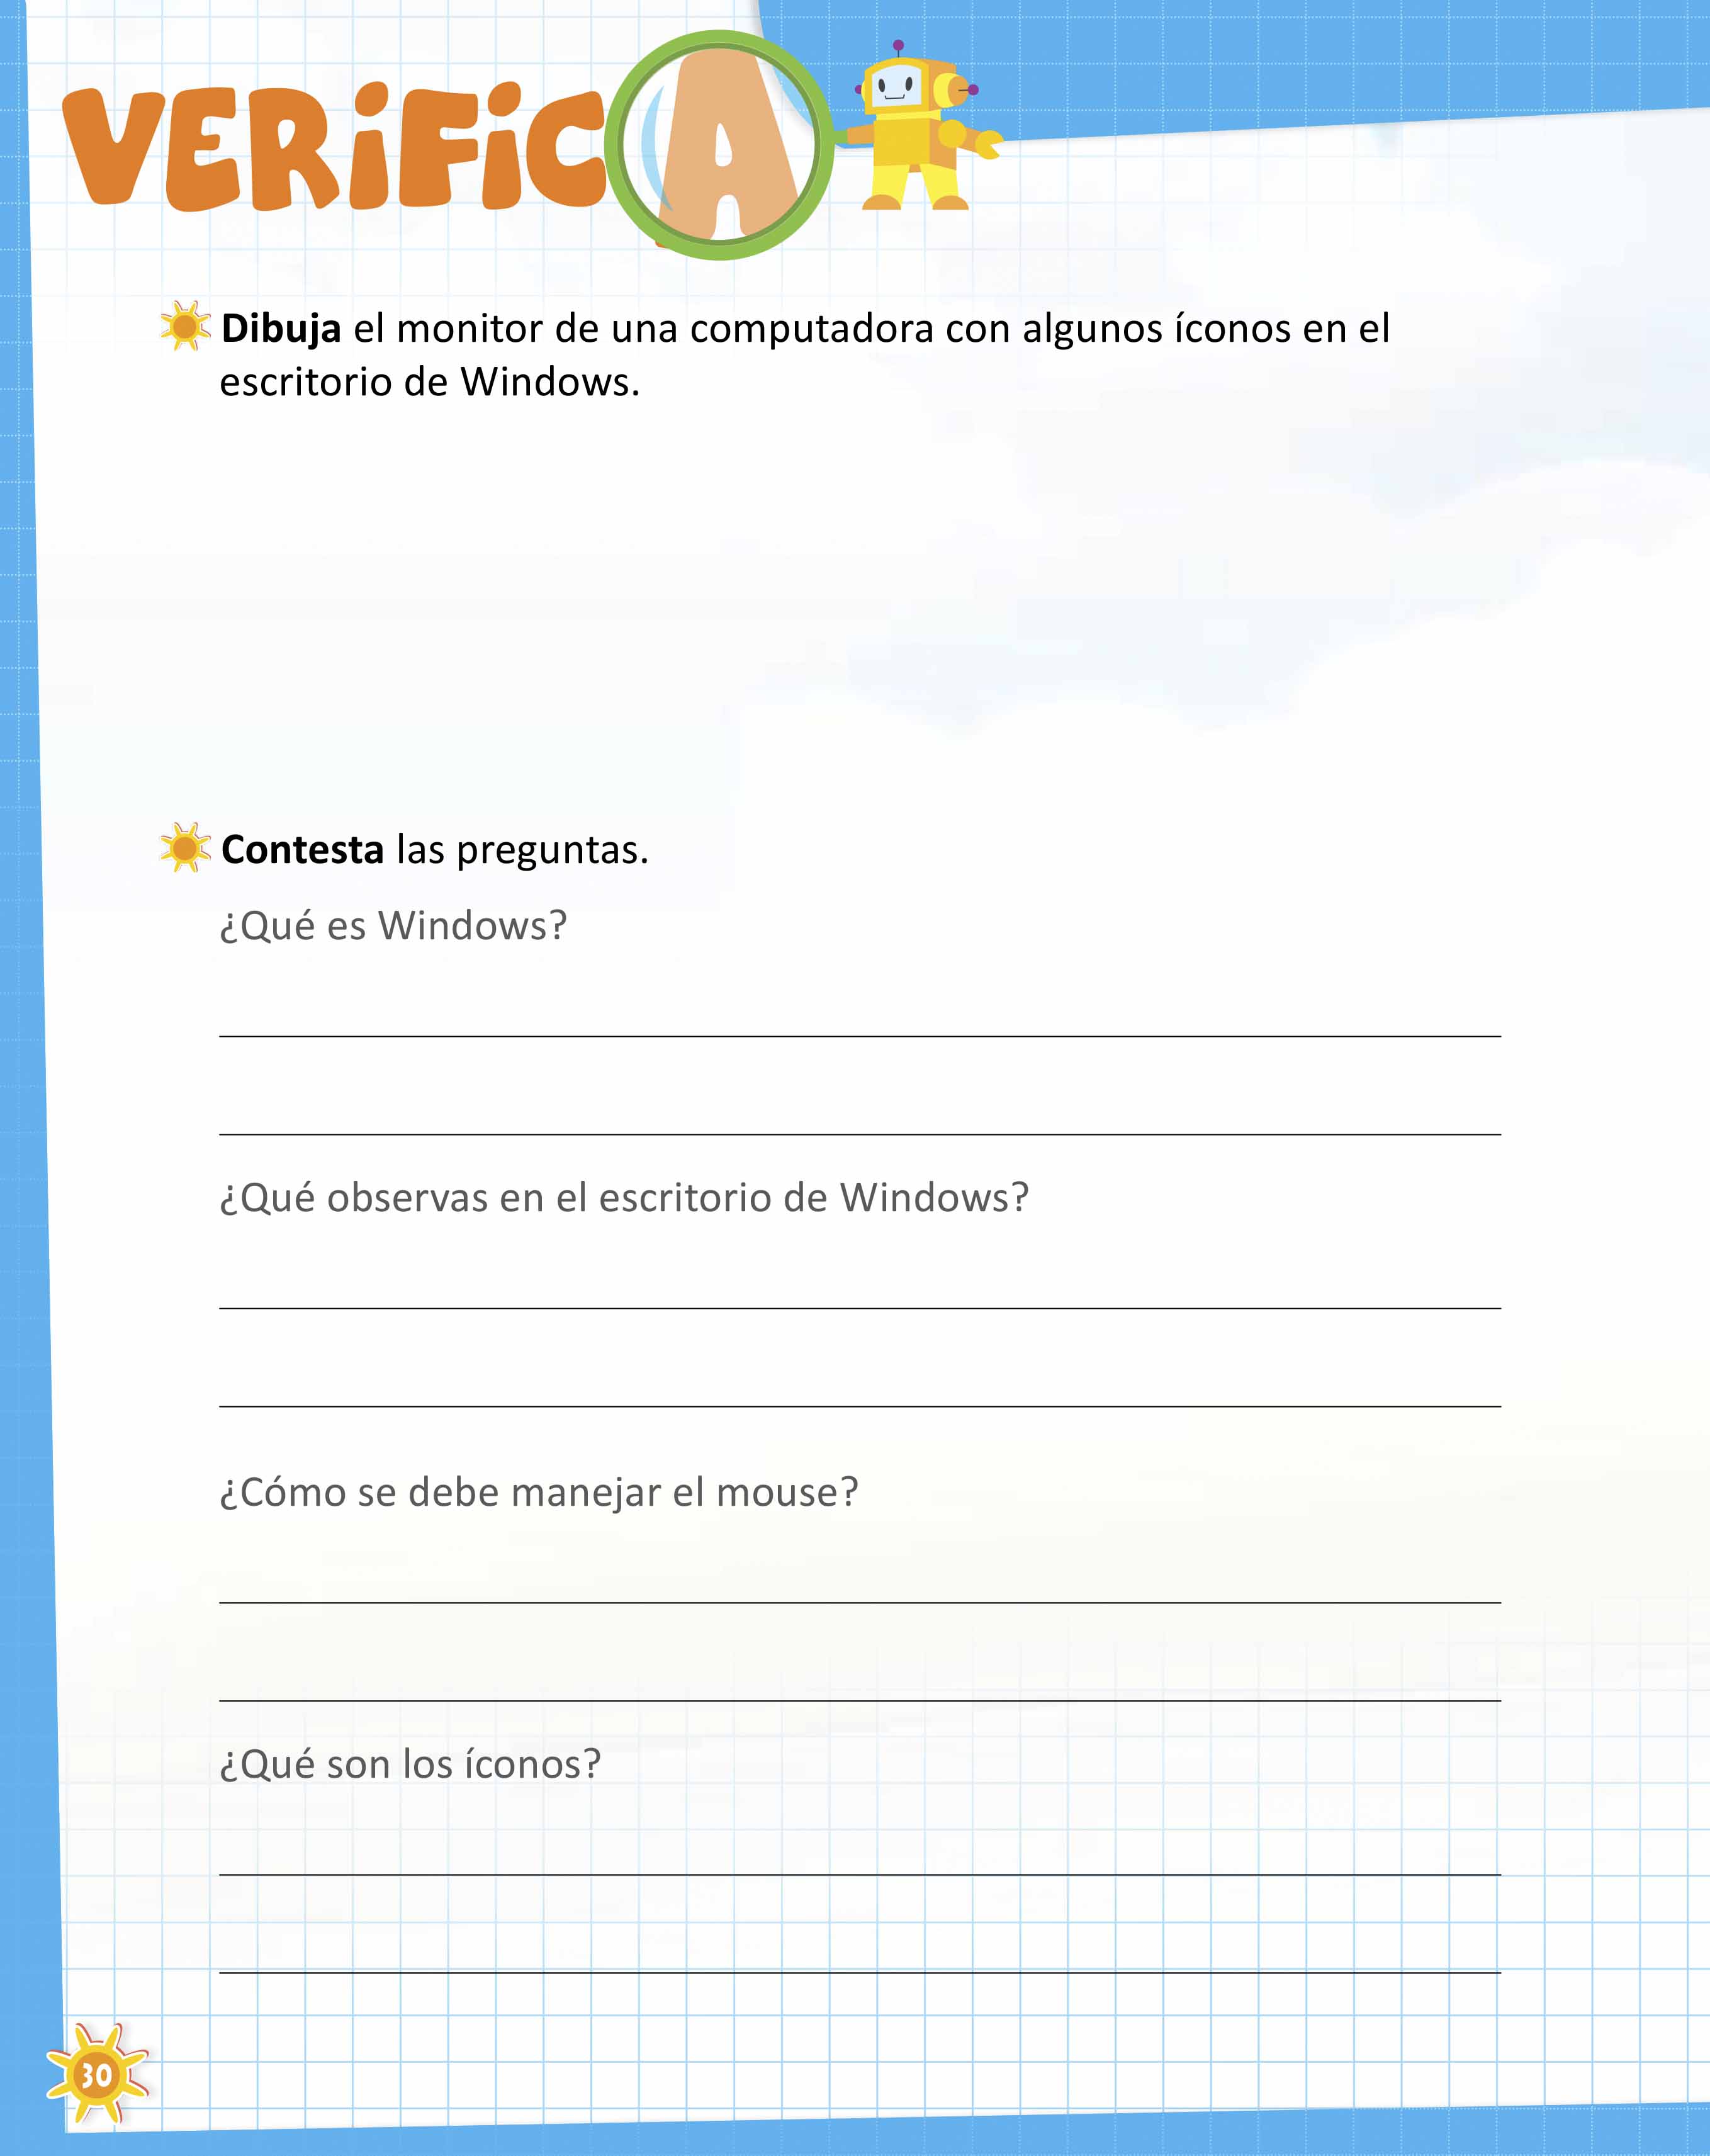 VERiFiCA
Dibuja el monitor de una computadora con algunos íconos en el
escritorio de Windows.
Contesta las preguntas.
¿Qué es Windows?
¿Qué observas en el escritorio de Windows?
¿Cómo se debe manejar el mouse?
¿Qué son los íconos?
30